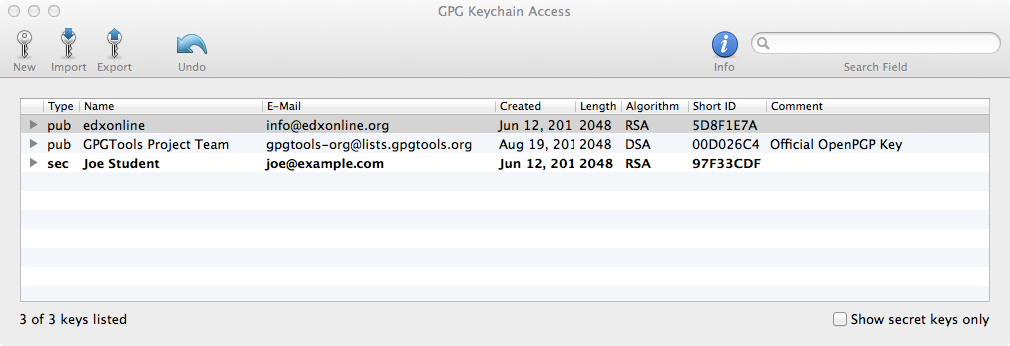 GPG Keychain Access
New Import Export Undo Info Search Field
Type Name E-Mail Created Length Algorithm Short ID Comment
pub edxonline info@edxonline.org Jun 12, 201 2048 RSA 5D8F1E7A
pub GPGTools Project Team gpgtools-org@lists.gpgtools.org Aug 19, 201 2048 DSA 00D026C4 Official OpenPGP Key
sec Joe Student joe@example.com Jun 12, 201 2048 RSA 97F33CDF
3 of 3 keys listed Show secret keys only